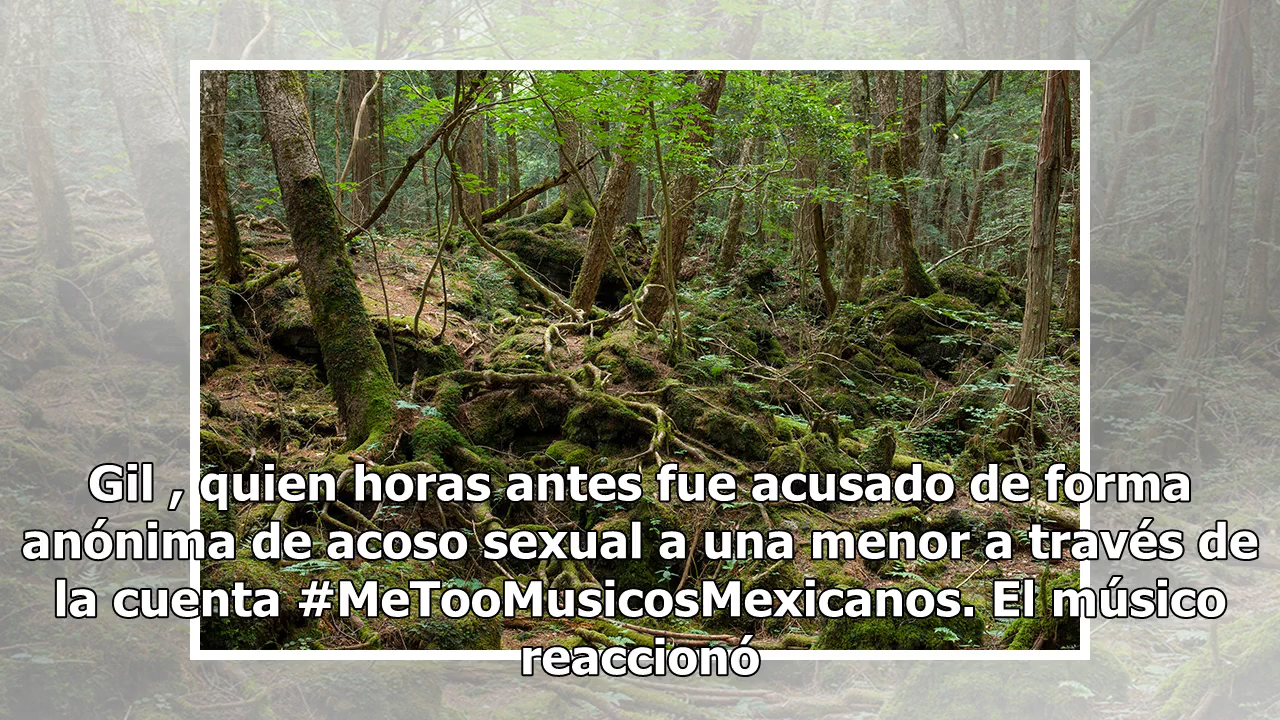 Gil , quien horas antes fue acusado de forma
anónima de acoso sexual a una menor a través de
la cuenta #MeTooMusicosMexicanos. El músico
reaccionó